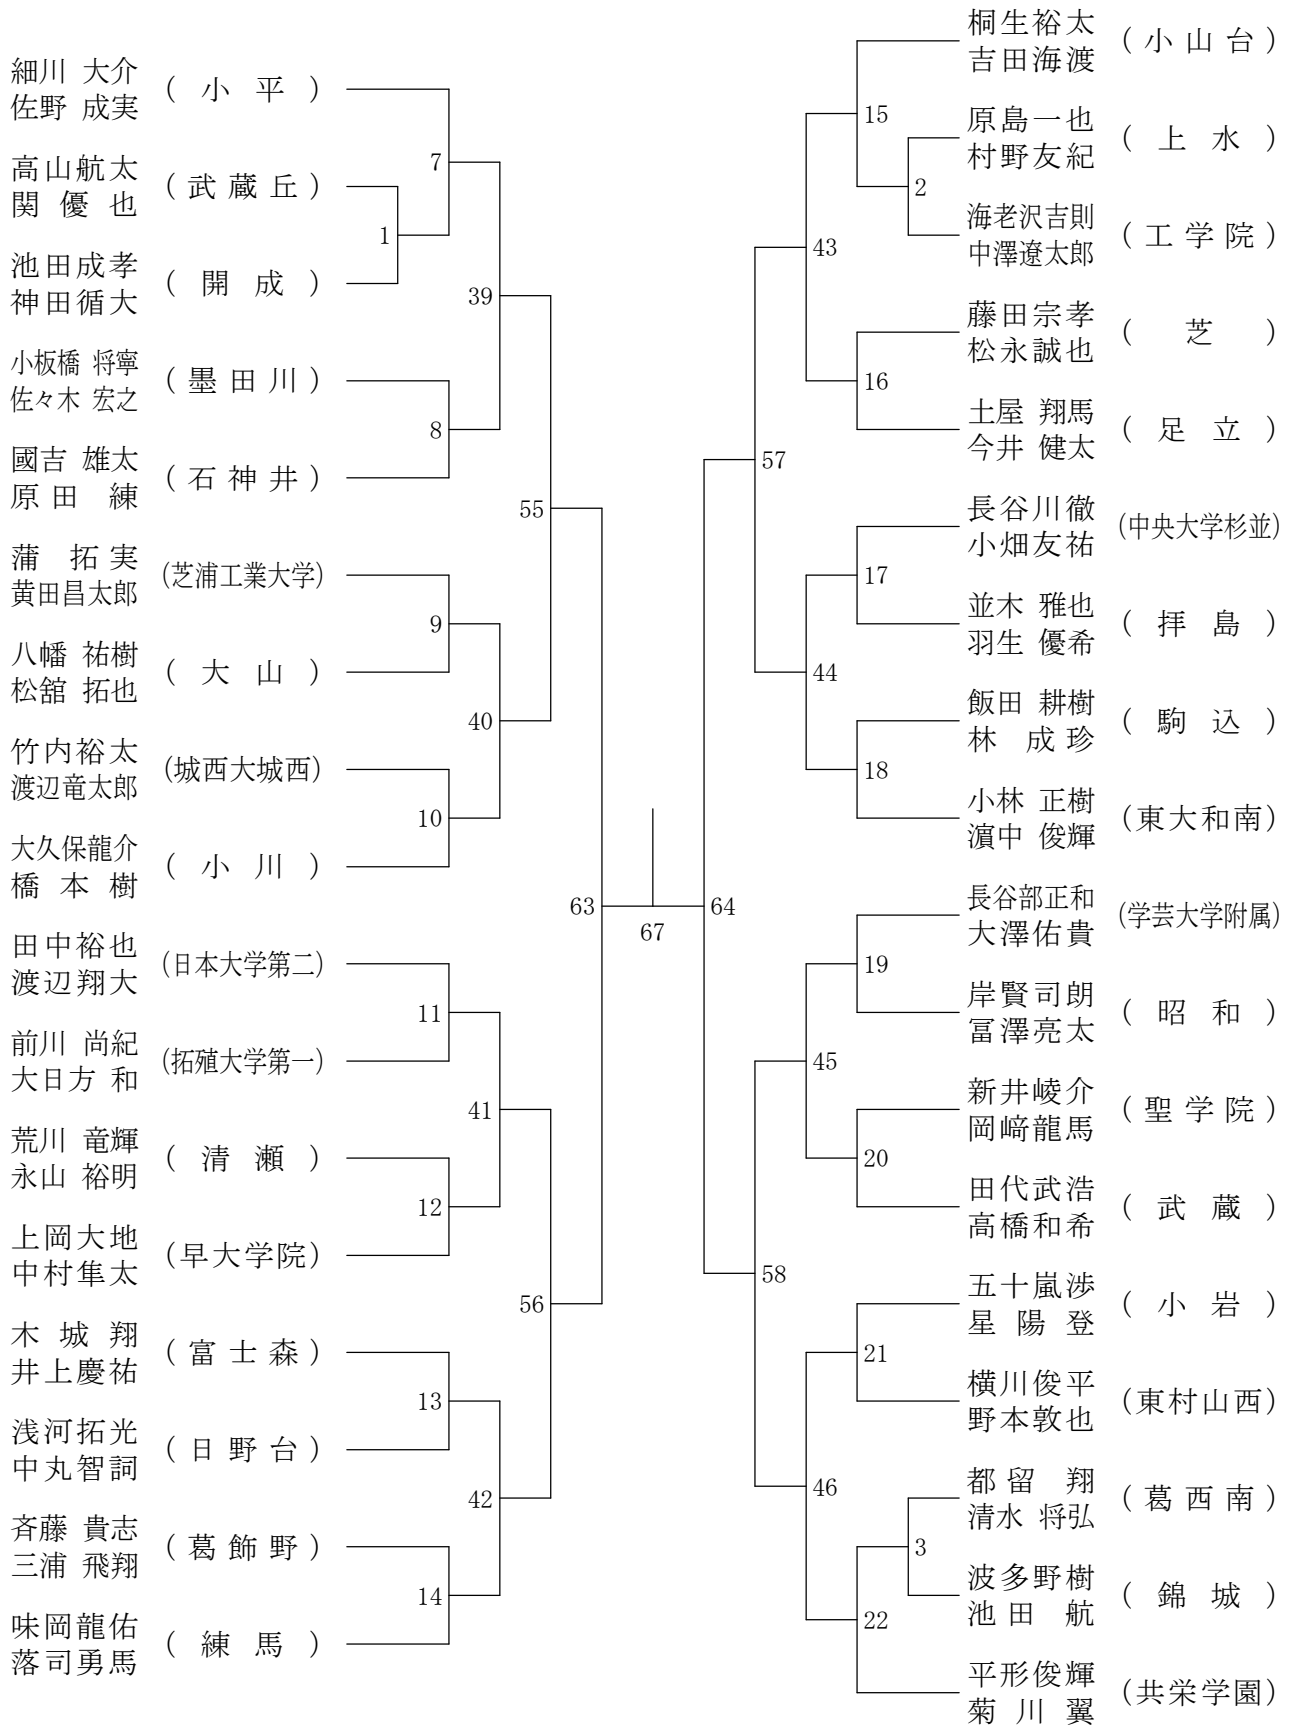 細川 大介
佐野 成実
( 小 平 )
高山航太
関 優 也
( 武 蔵 丘 )
池田成孝
神田循大
( 開 成 )
小板橋 将寧
佐々木 宏之
( 墨 田 川 )
國吉 雄太
原田 練
( 石 神 井 )
蒲 拓実
黄田昌太郎
(芝浦工業大学)
八幡 祐樹
松舘 拓也
( 大 山 )
竹内裕太
渡辺竜太郎
(城西大城西)
大久保龍介
橋 本 樹
( 小 川 )
田中裕也
渡辺翔大
(日本大学第二)
前川 尚紀
大日方 和
(拓殖大学第一)
荒川 竜輝
永山 裕明
( 清 瀬 )
上岡大地
中村隼太
(早大学院)
木 城 翔
井上慶祐
( 富 士 森 )
浅河拓光
中丸智詞
( 日 野 台 )
斉藤 貴志
三浦 飛翔
( 葛 飾 野 )
味岡龍佑
落司勇馬
( 練 馬 )
1
7
8
9
10
11
12
13
14
39
40
41
42
55
56
63
67
64
57
58
43
44
45
46
15
16
17
18
19
20
21
22
2
3
桐生裕太
吉田海渡
( 小 山 台 )
原島一也
村野友紀
( 上 水 )
海老沢吉則
中澤遼太郎
( 工 学 院 )
藤田宗孝
松永誠也
( 芝 )
土屋 翔馬
今井 健太
( 足 立 )
長谷川徹
小畑友祐
(中央大学杉並)
並木 雅也
羽生 優希
( 拝 島 )
飯田 耕樹
林 成珍
( 駒 込 )
小林 正樹
濵中 俊輝
(東大和南)
長谷部正和
大澤佑貴
(学芸大学附属)
岸賢司朗
冨澤亮太
( 昭 和 )
新井崚介
岡﨑龍馬
( 聖 学 院 )
田代武浩
高橋和希
( 武 蔵 )
五十嵐渉
星 陽 登
( 小 岩 )
横川俊平
野本敦也
(東村山西)
都留 翔
清水 将弘
( 葛 西 南 )
波多野樹
池田 航
( 錦 城 )
平形俊輝
菊 川 翼
(共栄学園)